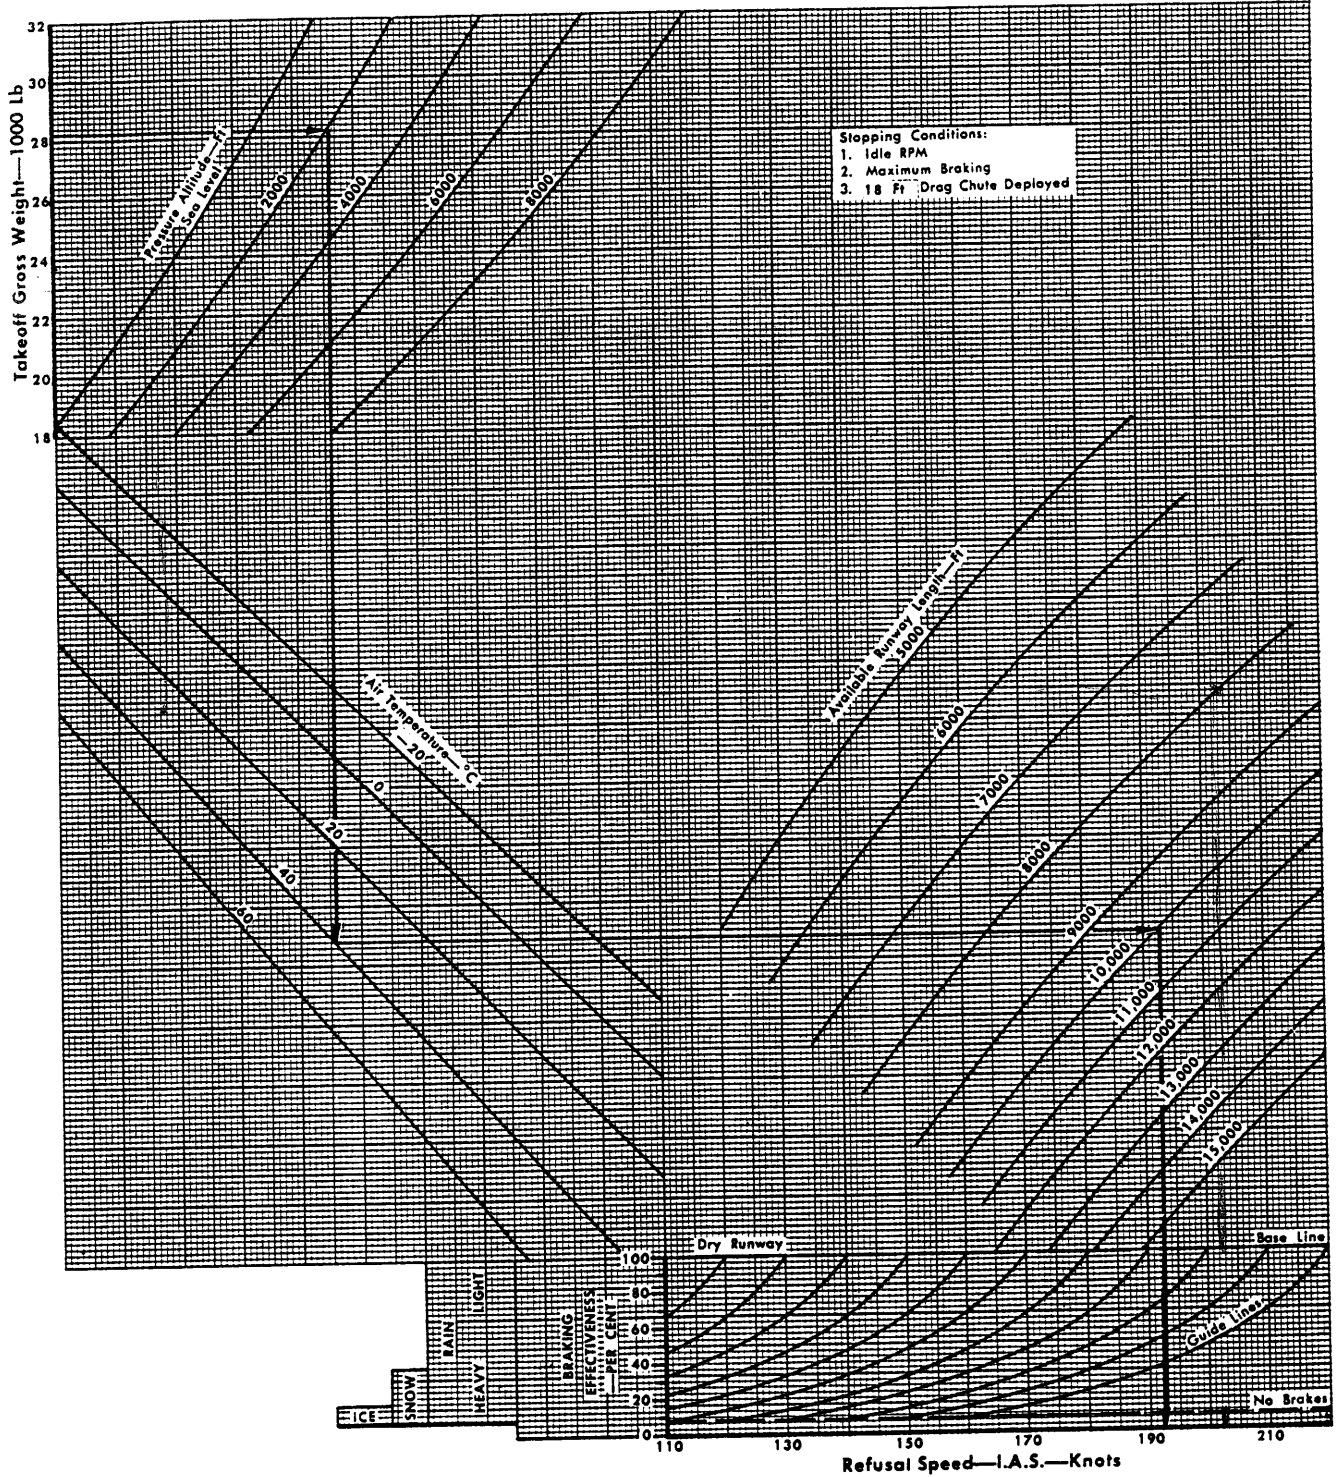 Takeoff Gross Weight—1000 Lb
32
30
28
26
24
22
20
18
Pressure Altitude—ft
Sea Level
2000
4000
6000
8000
Stopping Conditions:
1. Idle RPM
2. Maximum Braking
3. 18 Ft Drag Chute Deployed
Air Temperature—°C
—20
0
20
40
60
Available Runway Length—ft
5000
6000
7000
8000
9000
10,000
11,000
12,000
13,000
14,000
15,000
Dry Runway
Base Line
Guide Lines
No Brakes
BRAKING
EFFECTIVENESS
—PER CENT
100
80
60
40
20
0
LIGHT
RAIN
HEAVY
SNOW
ICE
110
130
150
170
190
210
Refusal Speed—I.A.S.—Knots